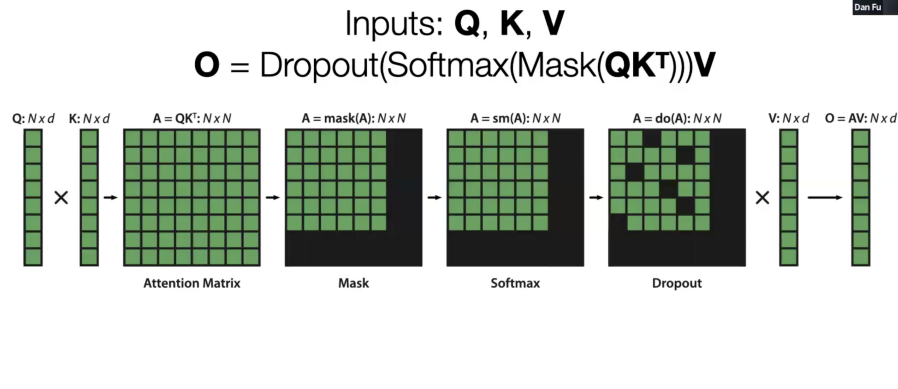 Dan Fu
Inputs: Q, K, V
O = Dropout(Softmax(Mask(QKᵀ)))V
Q: N x d K: N x d A = QKᵀ: N x N A = mask(A): N x N A = sm(A): N x N A = do(A): N x N V: N x d O = AV: N x d
× ×
Attention Matrix Mask Softmax Dropout